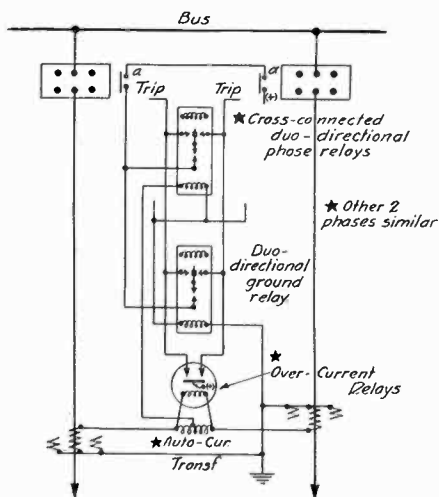 Bus
a
a
Trip
Trip
(+)
★ Cross-connected
duo-directional
phase relays
★ Other 2
phases similar
Duo-
directional
ground
relay
★
Over-Current
Relays
(+)
★ Auto-Cur.
Transf